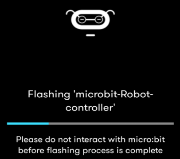 Flashing 'microbit-Robot-
controller'
Please do not interact with micro:bit
before flashing process is complete